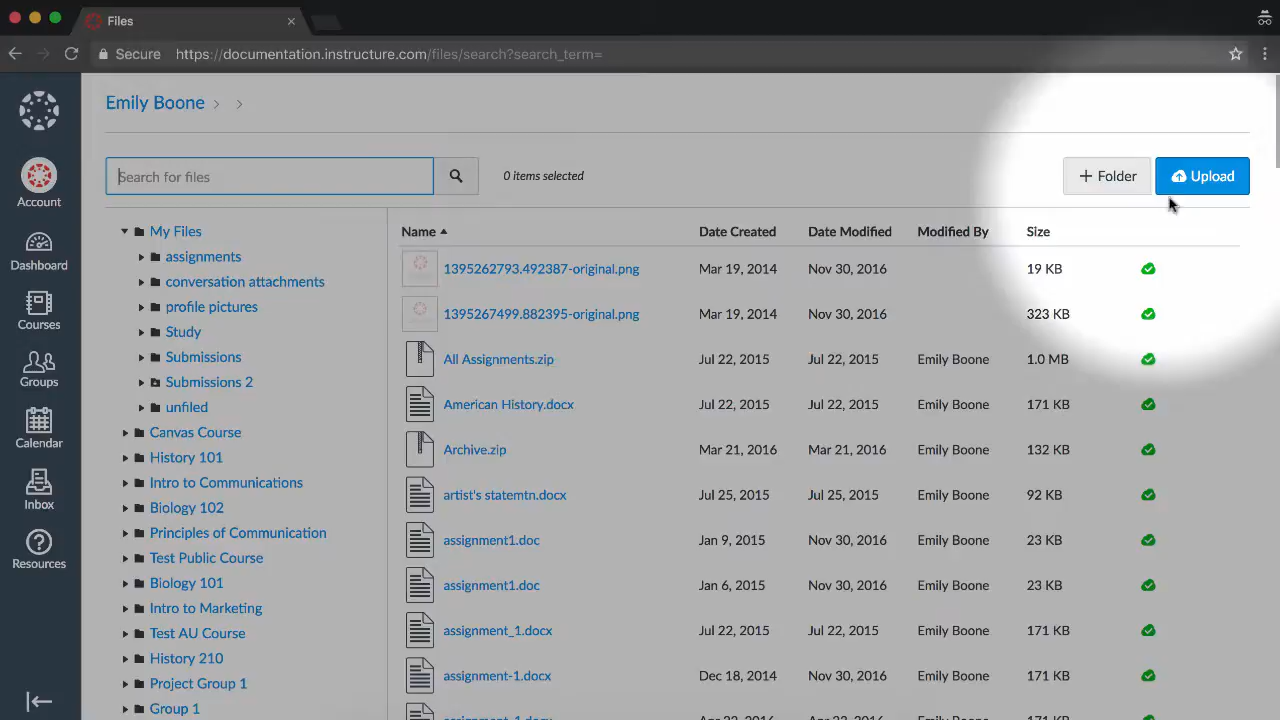 Files
Secure https://documentation.instructure.com/files/search?search_term=
Emily Boone
Search for files
0 items selected
Folder
Upload
Account
Dashboard
Courses
Groups
Calendar
Inbox
Resources
My Files
assignments
conversation attachments
profile pictures
Study
Submissions
Submissions 2
unfiled
Canvas Course
History 101
Intro to Communications
Biology 102
Principles of Communication
Test Public Course
Biology 101
Intro to Marketing
Test AU Course
History 210
Project Group 1
Group 1
Name Date Created Date Modified Modified By Size
1395262793.492387-original.png Mar 19, 2014 Nov 30, 2016 19 KB
1395267499.882395-original.png Mar 19, 2014 Nov 30, 2016 323 KB
All Assignments.zip Jul 22, 2015 Jul 22, 2015 Emily Boone 1.0 MB
American History.docx Jul 22, 2015 Jul 22, 2015 Emily Boone 171 KB
Archive.zip Mar 21, 2016 Mar 21, 2016 Emily Boone 132 KB
artist's statemtn.docx Jul 25, 2015 Jul 25, 2015 Emily Boone 92 KB
assignment1.doc Jan 9, 2015 Nov 30, 2016 Emily Boone 23 KB
assignment1.doc Jan 6, 2015 Nov 30, 2016 Emily Boone 23 KB
assignment_1.docx Jul 22, 2015 Nov 30, 2016 Emily Boone 171 KB
assignment-1.docx Dec 18, 2014 Nov 30, 2016 Emily Boone 171 KB